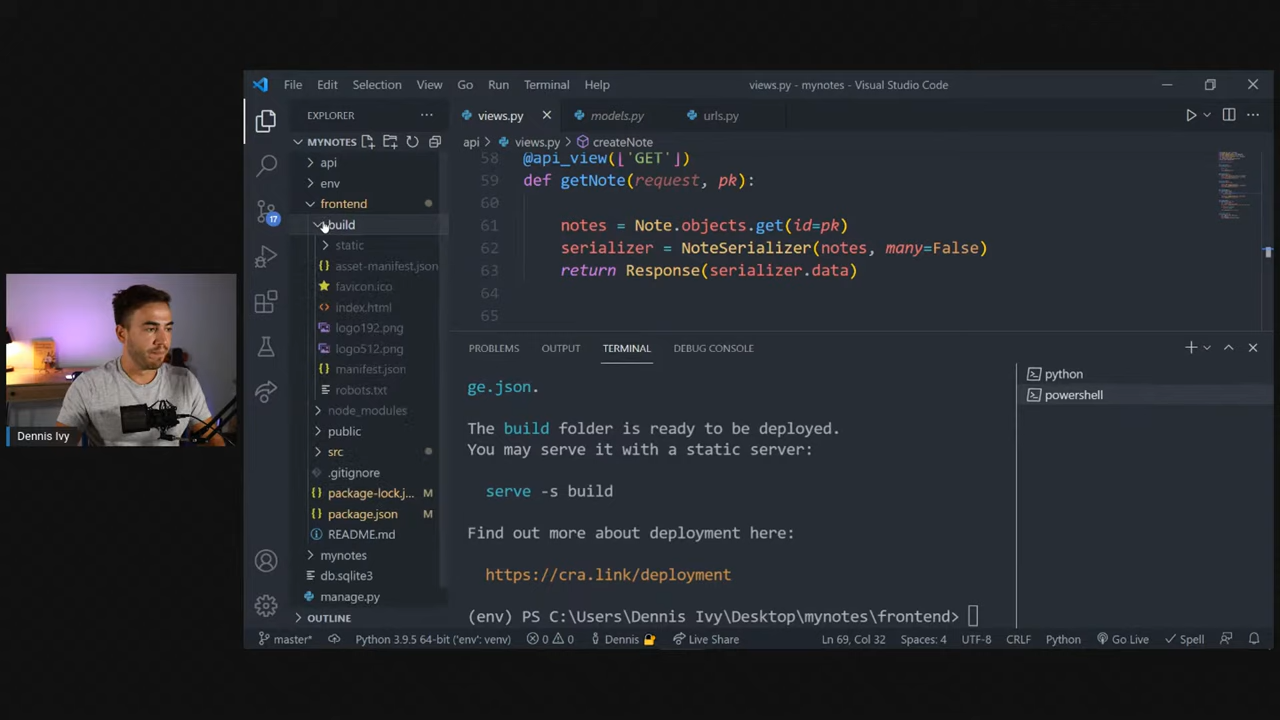 File Edit Selection View Go Run Terminal Help
views.py - mynotes - Visual Studio Code
EXPLORER
views.py
models.py
urls.py
MYNOTES
api
env
frontend
build
static
asset-manifest.json
favicon.ico
index.html
logo192.png
logo512.png
manifest.json
robots.txt
node_modules
public
src
.gitignore
package-lock.j... M
package.json M
README.md
mynotes
db.sqlite3
manage.py
OUTLINE
17
api > views.py > createNote
58 @api_view(['GET'])
59 def getNote(request, pk):
60
61 notes = Note.objects.get(id=pk)
62 serializer = NoteSerializer(notes, many=False)
63 return Response(serializer.data)
64
65
PROBLEMS OUTPUT TERMINAL DEBUG CONSOLE
ge.json.
The build folder is ready to be deployed.
You may serve it with a static server:
serve -s build
Find out more about deployment here:
https://cra.link/deployment
(env) PS C:\Users\Dennis Ivy\Desktop\mynotes\frontend>
python
powershell
master* Python 3.9.5 64-bit ('env': venv) 0 0 Dennis Live Share Ln 69, Col 32 Spaces: 4 UTF-8 CRLF Python Go Live Spell
Dennis Ivy